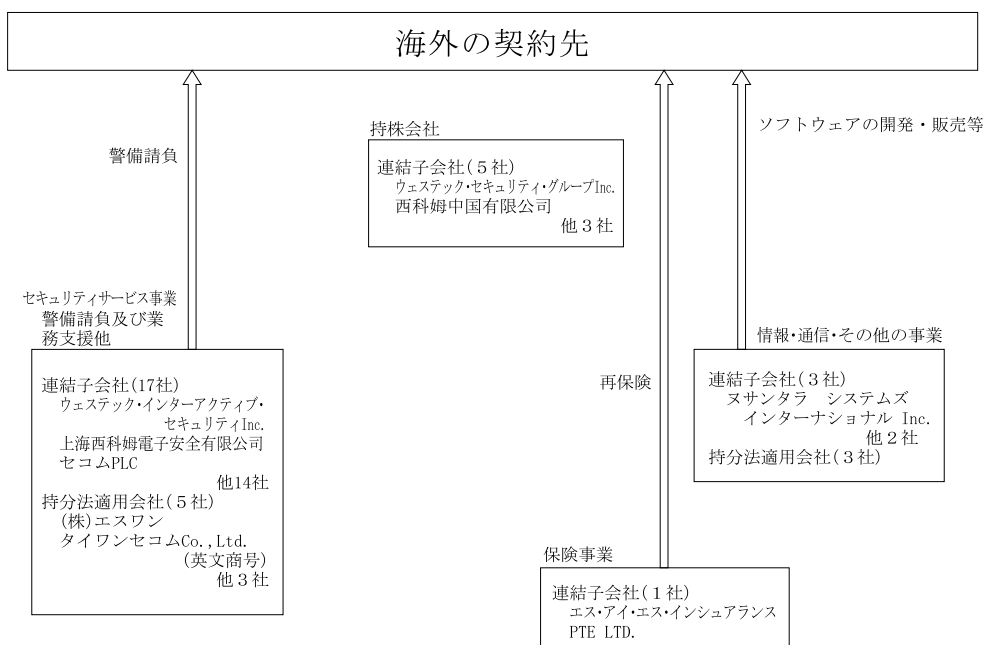 海外の契約先
警備請負
持株会社
連結子会社(５社)
ウェステック・セキュリティ・グループInc.
西科姆中国有限公司
他３社
ソフトウェアの開発・販売等
セキュリティサービス事業
警備請負及び業
務支援他
連結子会社(17社)
ウェステック・インターアクティブ・
セキュリティInc.
上海西科姆電子安全有限公司
セコムPLC
他14社
持分法適用会社(５社)
(株)エスワン
タイワンセコムCo.,Ltd.
(英文商号)
他３社
再保険
情報・通信・その他の事業
連結子会社(３社)
ヌサンタラ　システムズ
インターナショナル Inc.
他２社
持分法適用会社(３社)
保険事業
連結子会社(１社)
エス・アイ・エス・インシュアランス
PTE LTD.